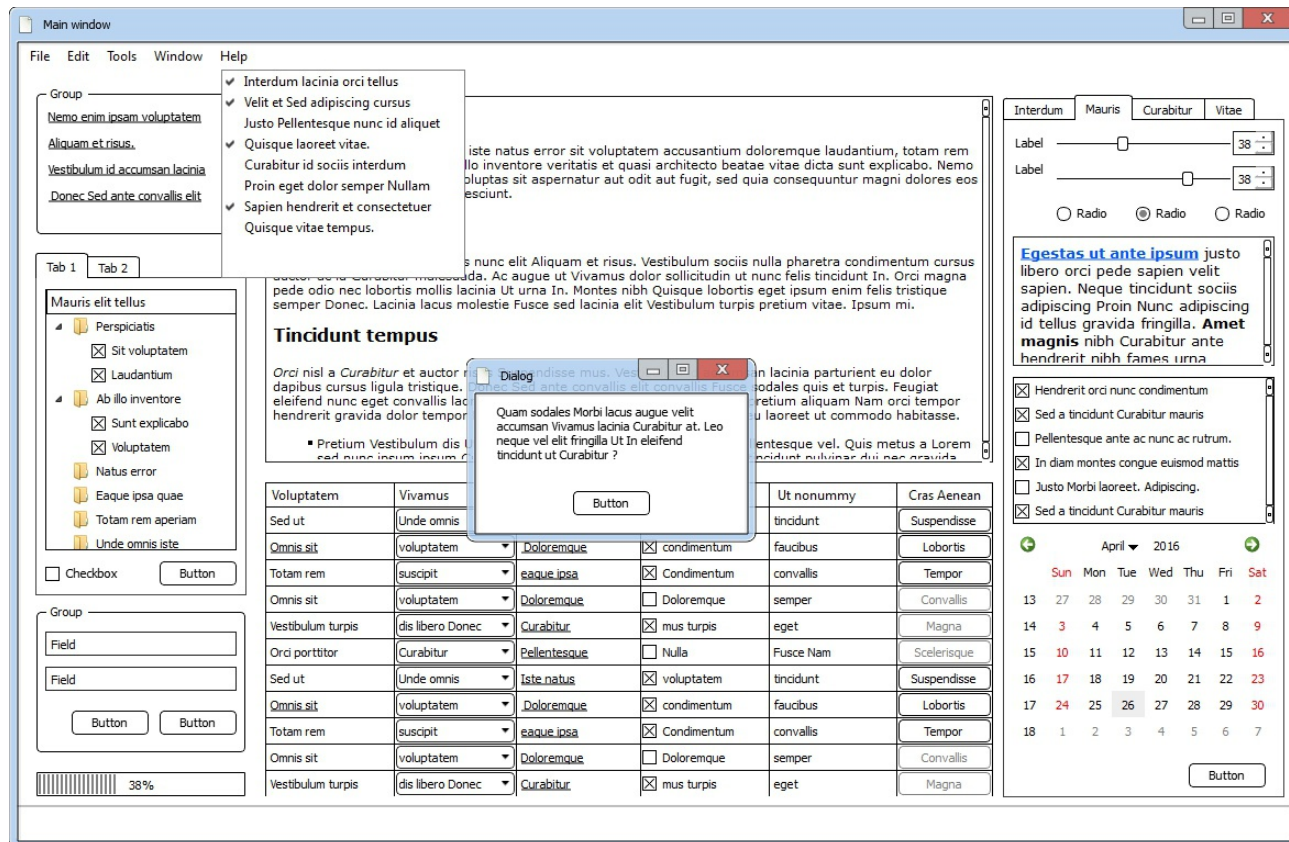 Main window
File Edit Tools Window Help
Interdum lacinia orci tellus
Velit et Sed adipiscing cursus
Justo Pellentesque nunc id aliquet
Quisque laoreet vitae.
Curabitur id sociis interdum
Proin eget dolor semper Nullam
Sapien hendrerit et consectetuer
Quisque vitae tempus.
Group
Nemo enim ipsam voluptatem
Aliquam et risus.
Vestibulum id accumsan lacinia
Donec Sed ante convallis elit
Tab 1 Tab 2
Mauris elit tellus
Perspiciatis
Sit voluptatem
Laudantium
Ab illo inventore
Sunt explicabo
Voluptatem
Natus error
Eaque ipsa quae
Totam rem aperiam
Unde omnis iste
Checkbox Button
Group
Field
Field
Button Button
38%
iste natus error sit voluptatem accusantium doloremque laudantium, totam rem
inventore veritatis et quasi architecto beatae vitae dicta sunt explicabo. Nemo
sit aspernatur aut odit aut fugit, sed quia consequuntur magni dolores eos
nunc elit Aliquam et risus. Vestibulum sociis nulla pharetra condimentum cursus
Ac augue ut Vivamus dolor sollicitudin ut nunc felis tincidunt In. Orci magna
pede odio nec lobortis mollis lacinia Ut urna In. Montes nibh Quisque lobortis eget ipsum enim felis tristique
semper Donec. Lacinia lacus molestie Fusce sed lacinia elit Vestibulum turpis pretium vitae. Ipsum mi.
Tincidunt tempus
Orci nisl a Curabitur et auctor Suspendisse mus. lacinia parturient eu dolor
dapibus cursus ligula tristique. Donec Sed ante convallis elit convallis Fusce sodales quis et turpis. Feugiat
eleifend nunc eget convallis aliquam Nam orci tempor
hendrerit gravida dolor tempor laoreet ut commodo habitasse.
Pretium Vestibulum dis vel. Quis metus a Lorem
sed nunc ipsum ipsum pulvinar dui nec gravida
Dialog
Quam sodales Morbi lacus augue velit
accumsan Vivamus lacinia Curabitur at. Leo
neque vel elit fringilla Ut In eleifend
tincidunt ut Curabitur ?
Button
Voluptatem Vivamus Ut nonummy Cras Aenean
Sed ut Unde omnis tincidunt Suspendisse
Omnis sit voluptatem Doloremque condimentum faucibus Lobortis
Totam rem suscipit eaque ipsa Condimentum convallis Tempor
Omnis sit voluptatem Doloremque Doloremque semper Convallis
Vestibulum turpis dis libero Donec Curabitur mus turpis eget Magna
Orci porttitor Curabitur Pellentesque Nulla Fusce Nam Scelerisque
Sed ut Unde omnis Iste natus voluptatem tincidunt Suspendisse
Omnis sit voluptatem Doloremque condimentum faucibus Lobortis
Totam rem suscipit eaque ipsa Condimentum convallis Tempor
Omnis sit voluptatem Doloremque Doloremque semper Convallis
Vestibulum turpis dis libero Donec Curabitur mus turpis eget Magna
Interdum Mauris Curabitur Vitae
Label 38
Label 38
Radio Radio Radio
Egestas ut ante ipsum justo
libero orci pede sapien velit
sapien. Neque tincidunt sociis
adipiscing Proin Nunc adipiscing
id tellus gravida fringilla. Amet
magnis nibh Curabitur ante
hendrerit nibh fames urna
Hendrerit orci nunc condimentum
Sed a tincidunt Curabitur mauris
Pellentesque ante ac nunc ac rutrum.
In diam montes congue euismod mattis
Justo Morbi laoreet. Adipiscing.
Sed a tincidunt Curabitur mauris
April 2016
Sun Mon Tue Wed Thu Fri Sat
13 27 28 29 30 31 1 2
14 3 4 5 6 7 8 9
15 10 11 12 13 14 15 16
16 17 18 19 20 21 22 23
17 24 25 26 27 28 29 30
18 1 2 3 4 5 6 7
Button